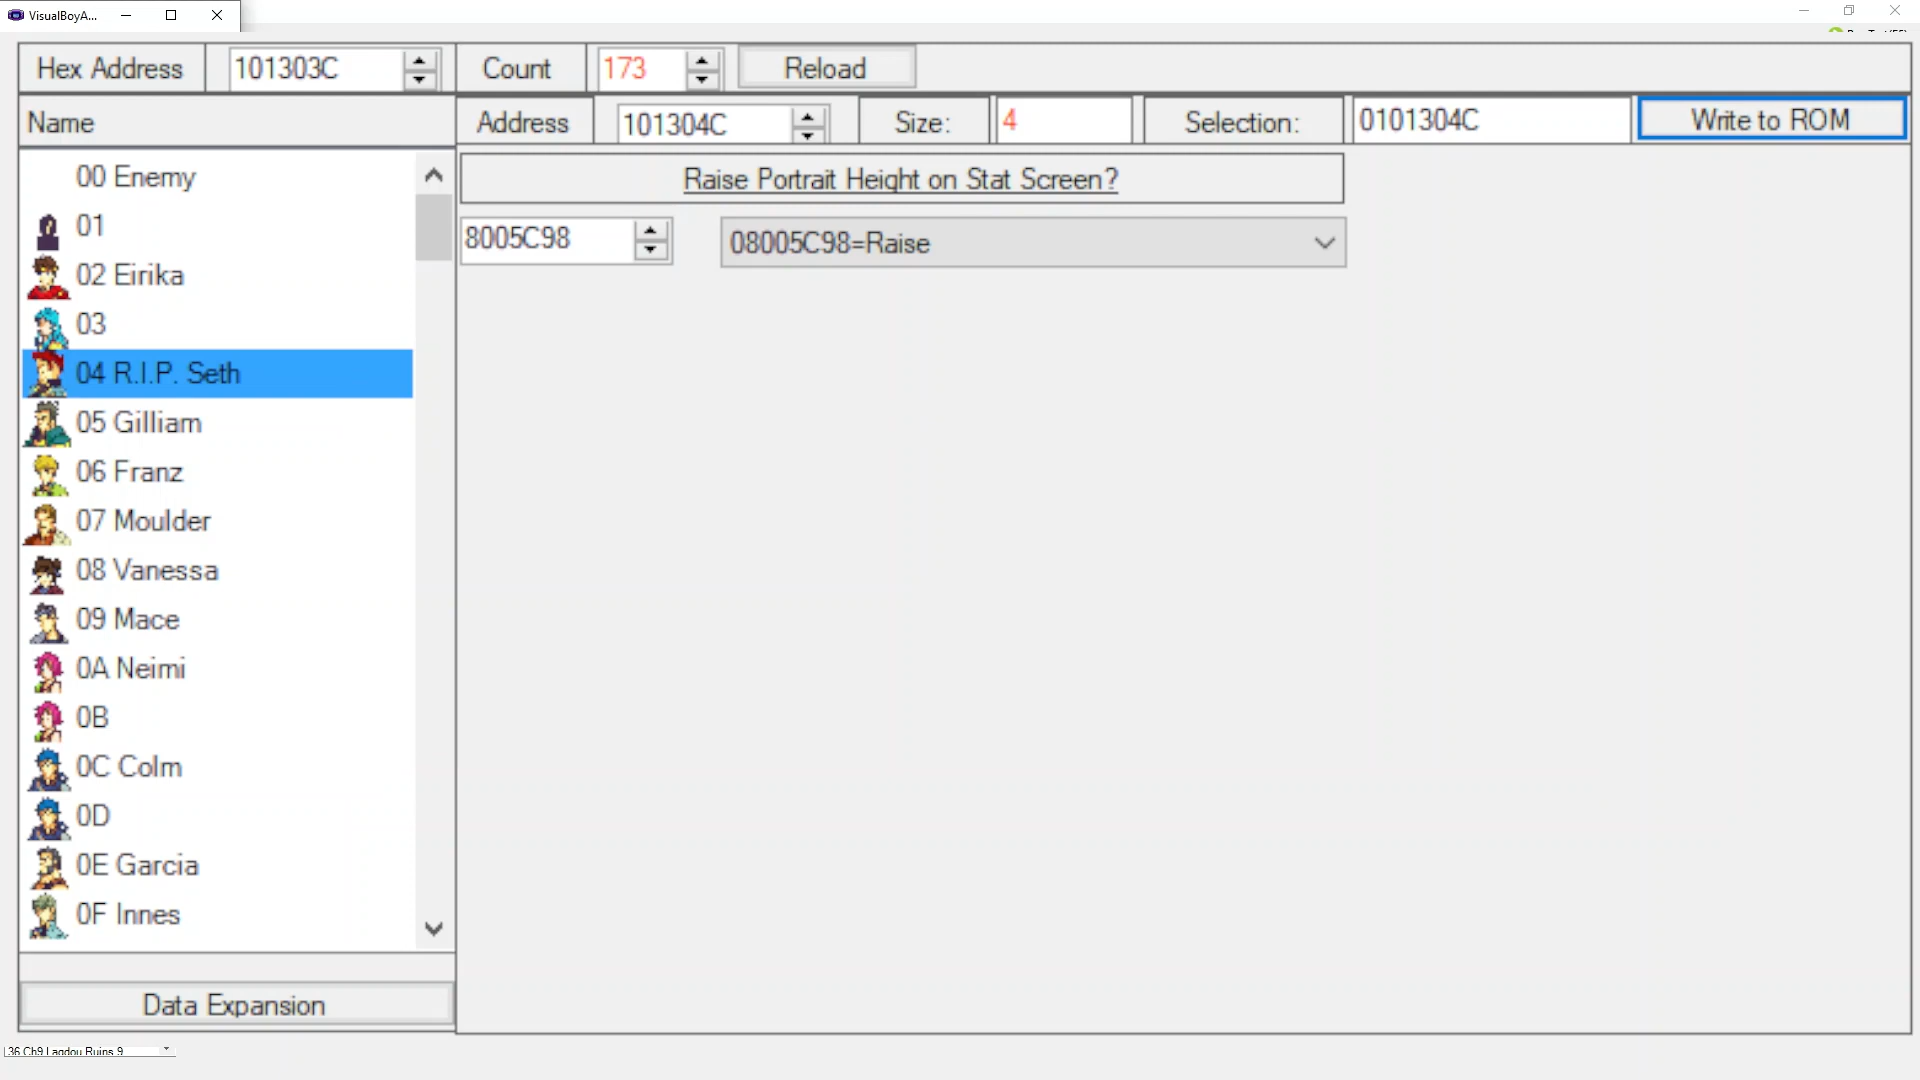 VisualBoyA...
Hex Address 101303C Count 173 Reload
Name Address 101304C Size: 4 Selection: 0101304C Write to ROM
Raise Portrait Height on Stat Screen?
8005C98 08005C98=Raise
00 Enemy
01
02 Eirika
03
04 R.I.P. Seth
05 Gilliam
06 Franz
07 Moulder
08 Vanessa
09 Mace
0A Neimi
0B
0C Colm
0D
0E Garcia
0F Innes
Data Expansion
36 Ch9 Lagdou Ruins 9